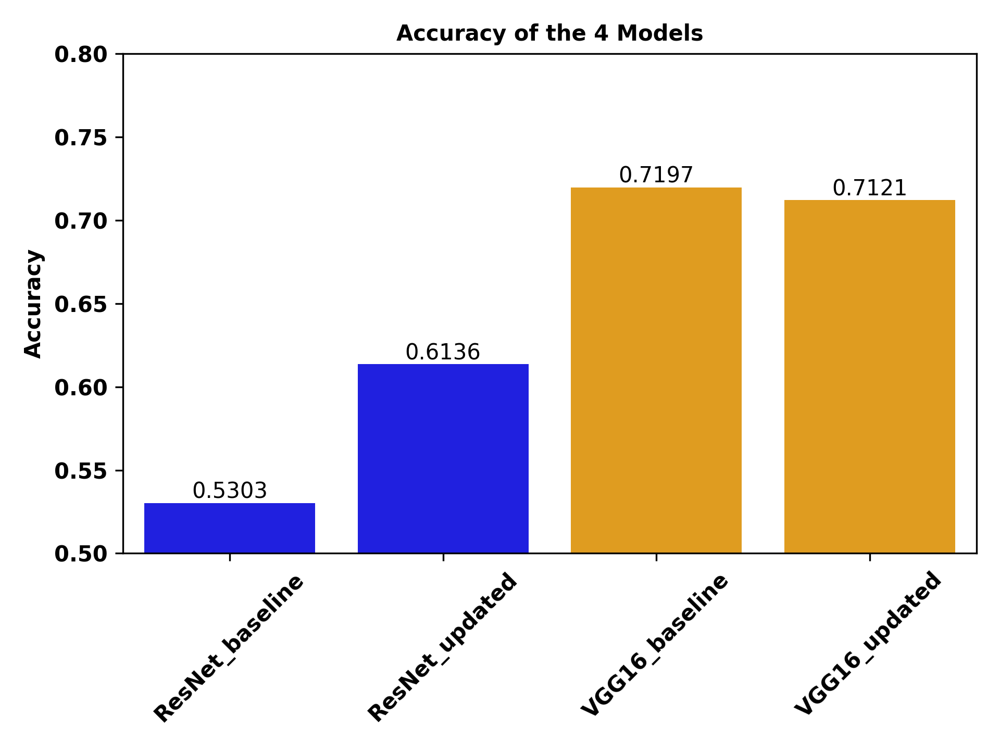 Accuracy of the 4 Models
0.80
0.75
0.70
0.65
0.60
0.55
0.50
Accuracy
0.5303
0.6136
0.7197
0.7121
ResNet_baseline
ResNet_updated
VGG16_baseline
VGG16_updated